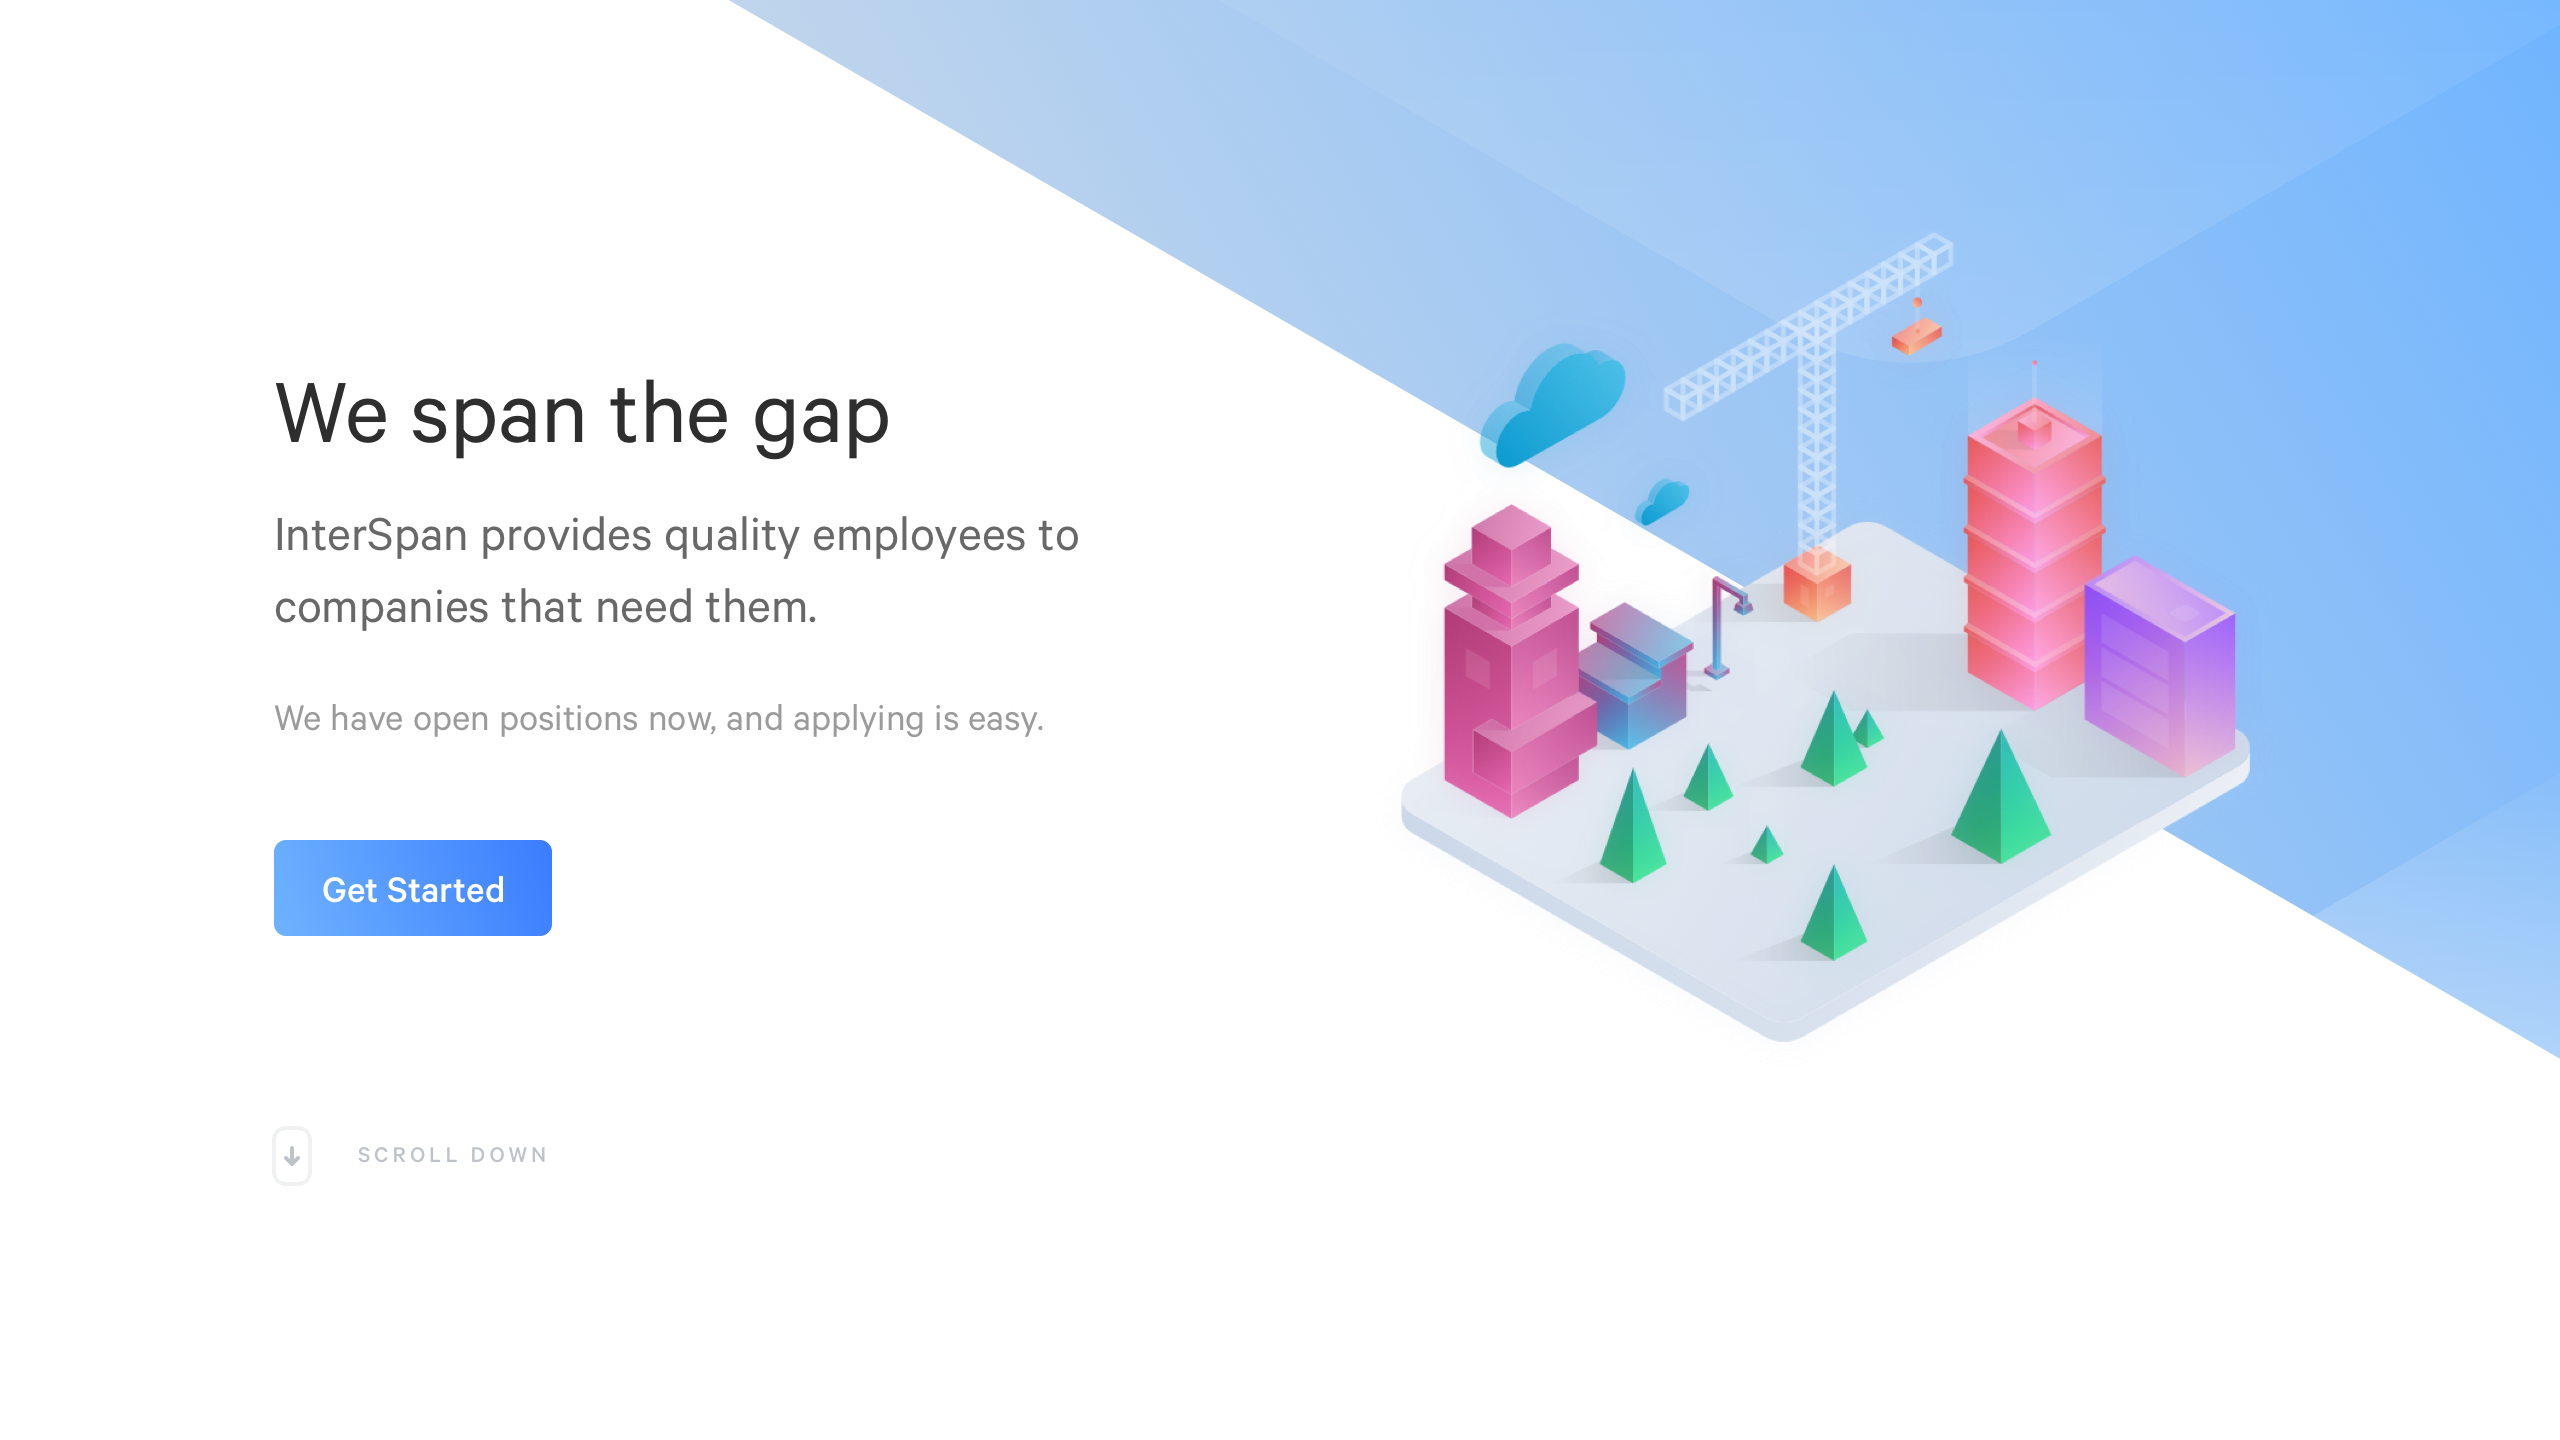 We span the gap
InterSpan provides quality employees to
companies that need them.
We have open positions now, and applying is easy.
Get Started
SCROLL DOWN